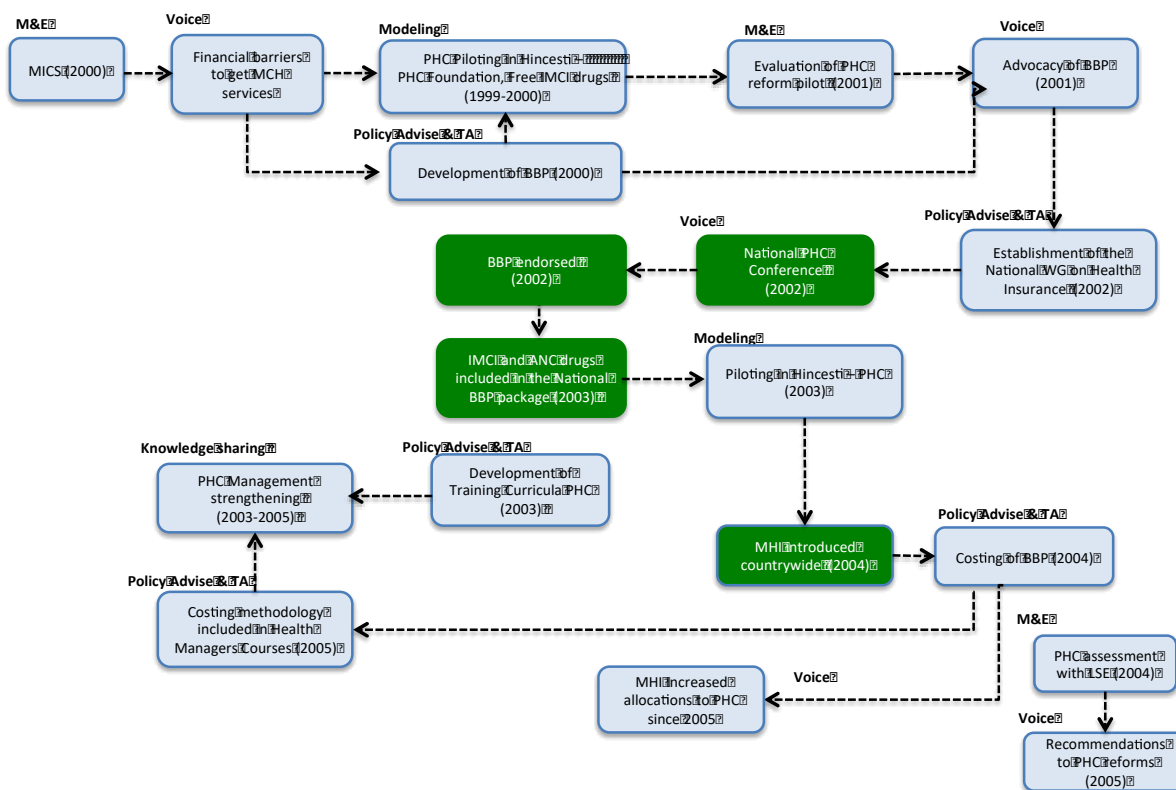 M&E
Voice
Modeling
M&E
Voice
MICS (2000)
Financial barriers
to get MCH
services
PHC Piloting in Hincesti –
PHC Foundation, Free IMCI drugs
(1999-2000)
Evaluation of PHC
reform pilot (2001)
Advocacy of BBP
(2001)
Policy Advise & TA
Development of BBP (2000)
Voice
Policy Advise & TA
BBP endorsed
(2002)
National PHC
Conference
(2002)
Establishment of the
National WG on Health
Insurance (2002)
Modeling
IMCI and ANC drugs
included in the National
BBP package (2003)
Piloting in Hincesti – PHC
(2003)
Knowledge sharing
Policy Advise & TA
PHC Management
strengthening
(2003-2005)
Development of
Training Curricula PHC
(2003)
Policy Advise & TA
MHI introduced
countrywide (2004)
Costing of BBP (2004)
Policy Advise & TA
Costing methodology
included in Health
Managers Courses (2005)
M&E
PHC assessment
with LSE (2004)
Voice
MHI Increased
allocations to PHC
since 2005
Voice
Recommendations
to PHC reforms
(2005)